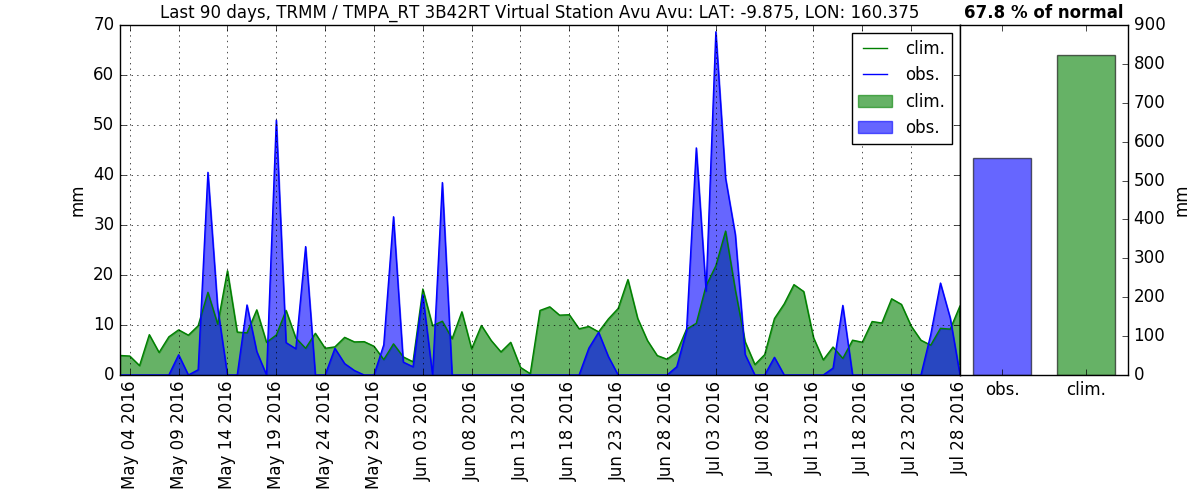 Last 90 days, TRMM / TMPA_RT 3B42RT Virtual Station Avu Avu: LAT: -9.875, LON: 160.375
67.8 % of normal
70
60
50
40
30
20
10
0
mm
clim.
obs.
clim.
obs.
May 04 2016
May 09 2016
May 14 2016
May 19 2016
May 24 2016
May 29 2016
Jun 03 2016
Jun 08 2016
Jun 13 2016
Jun 18 2016
Jun 23 2016
Jun 28 2016
Jul 03 2016
Jul 08 2016
Jul 13 2016
Jul 18 2016
Jul 23 2016
Jul 28 2016
900
800
700
600
500
400
300
200
100
0
mm
obs.
clim.